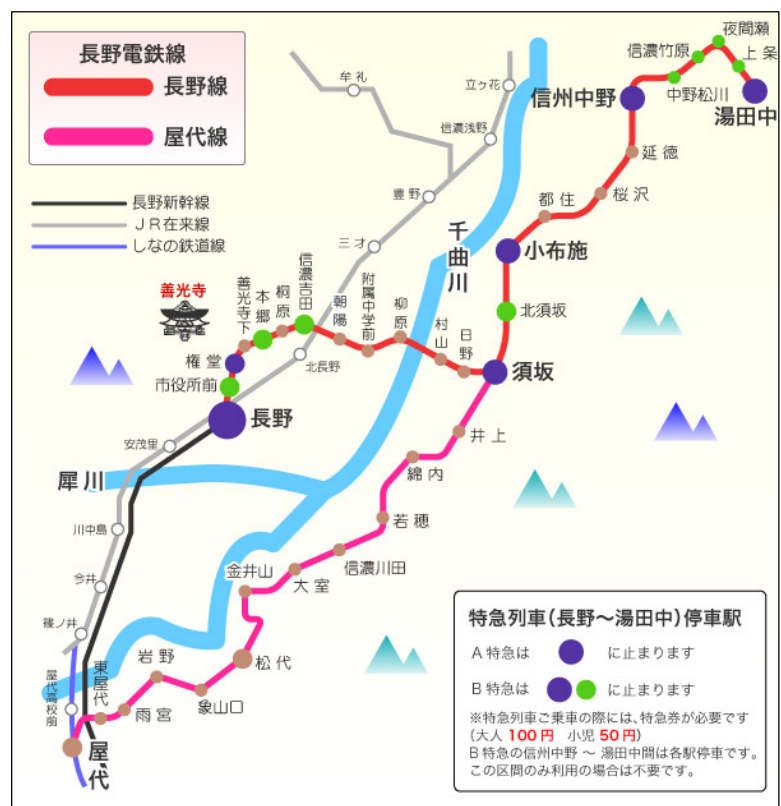 長野電鉄線
長野線
屋代線
長野新幹線
JR在来線
しなの鉄道線
牟礼
立ヶ花
信濃浅野
豊野
三才
北長野
安茂里
川中島
今井
篠ノ井
屋代高校前
夜間瀬
上条
信濃竹原
中野松川
湯田中
信州中野
延徳
桜沢
都住
小布施
北須坂
須坂
日野
村山
柳原
附属中学前
朝陽
信濃吉田
桐原
本郷
善光寺下
善光寺
権堂
市役所前
長野
千曲川
犀川
井上
綿内
若穂
信濃川田
大室
金井山
松代
象山口
岩野
雨宮
東屋代
屋代
特急列車(長野～湯田中)停車駅
A特急は に止まります
B特急は に止まります
※特急列車ご乗車の際には、特急券が必要です
(大人 100円 小児 50円)
B特急の信州中野 ～ 湯田中間は各駅停車です。
この区間のみ利用の場合は不要です。